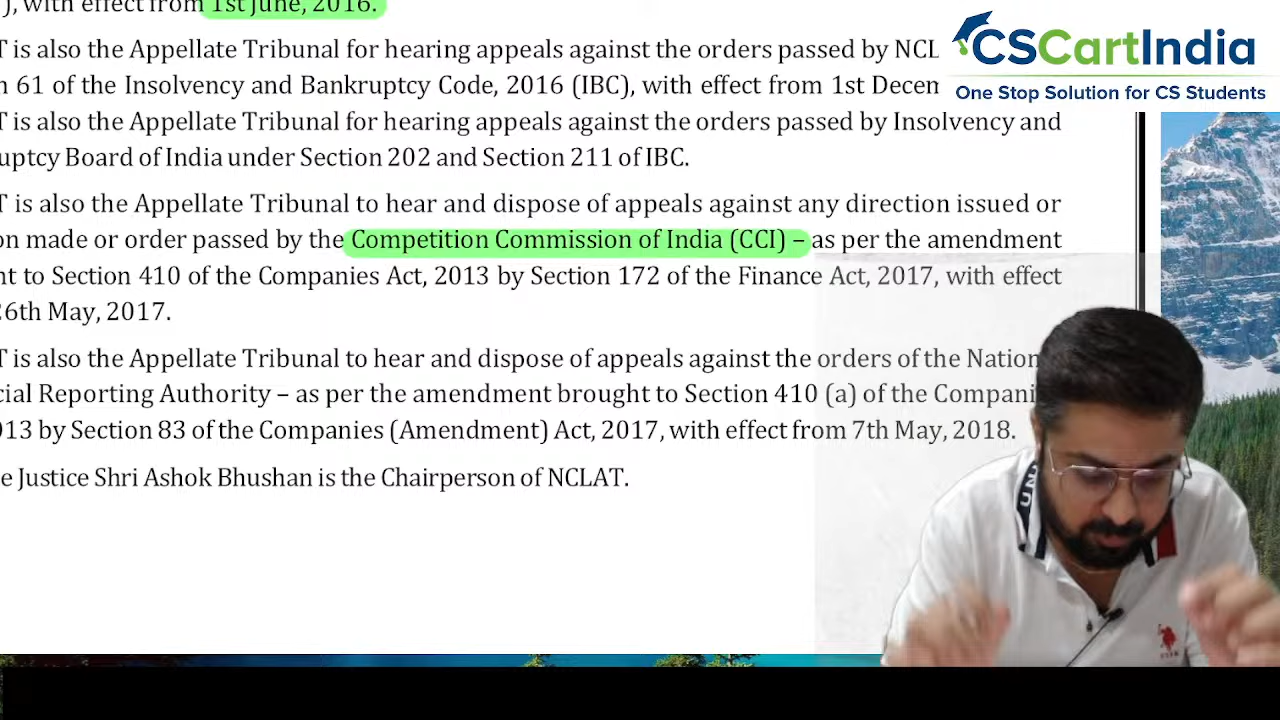 ), with effect from 1st June, 2016.
T is also the Appellate Tribunal for hearing appeals against the orders passed by NCL
n 61 of the Insolvency and Bankruptcy Code, 2016 (IBC), with effect from 1st Decem
T is also the Appellate Tribunal for hearing appeals against the orders passed by Insolvency and
uptcy Board of India under Section 202 and Section 211 of IBC.
T is also the Appellate Tribunal to hear and dispose of appeals against any direction issued or
on made or order passed by the Competition Commission of India (CCI) – as per the amendment
nt to Section 410 of the Companies Act, 2013 by Section 172 of the Finance Act, 2017, with effect
26th May, 2017.
T is also the Appellate Tribunal to hear and dispose of appeals against the orders of the Nation
cial Reporting Authority – as per the amendment brought to Section 410 (a) of the Compani
013 by Section 83 of the Companies (Amendment) Act, 2017, with effect from 7th May, 2018.
e Justice Shri Ashok Bhushan is the Chairperson of NCLAT.
CSCartIndia
One Stop Solution for CS Students